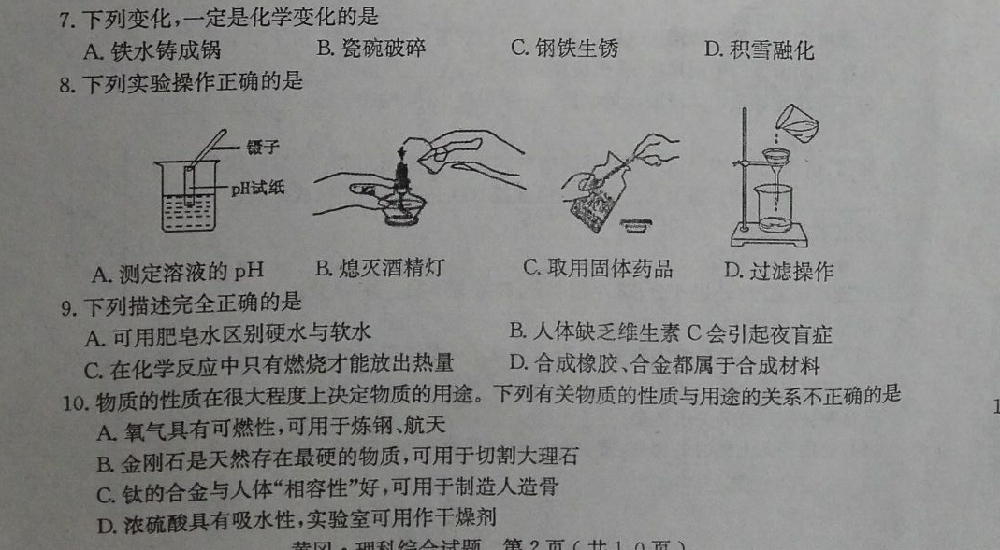 7. 下列变化,一定是化学变化的是
A. 铁水铸成锅 B. 瓷碗破碎 C. 钢铁生锈 D. 积雪融化
8. 下列实验操作正确的是
镊子
pH试纸
A. 测定溶液的 pH B. 熄灭酒精灯 C. 取用固体药品 D. 过滤操作
9. 下列描述完全正确的是
A. 可用肥皂水区别硬水与软水 B. 人体缺乏维生素 C 会引起夜盲症
C. 在化学反应中只有燃烧才能放出热量 D. 合成橡胶、合金都属于合成材料
10. 物质的性质在很大程度上决定物质的用途。下列有关物质的性质与用途的关系不正确的是
A. 氧气具有可燃性,可用于炼钢、航天
B. 金刚石是天然存在最硬的物质,可用于切割大理石
C. 钛的合金与人体“相容性”好,可用于制造人造骨
D. 浓硫酸具有吸水性,实验室可用作干燥剂
黄冈·理科综合试题 第2页(共10页)
1